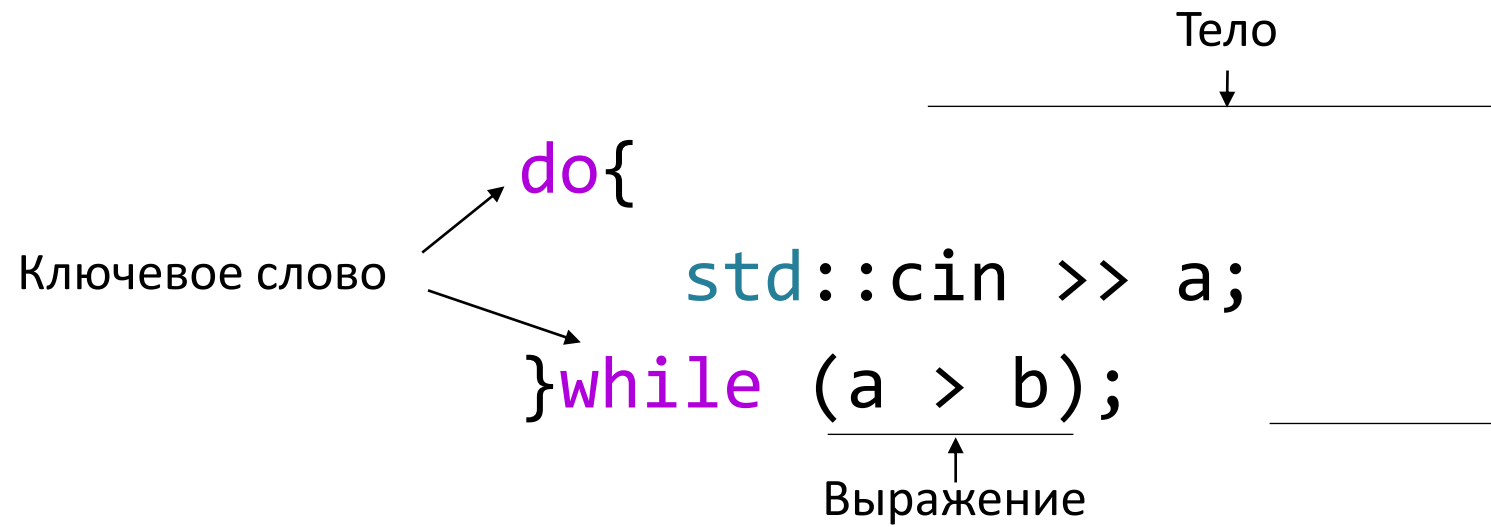 Тело
do{
Ключевое слово
std::cin >> a;
}while (a > b);
Выражение